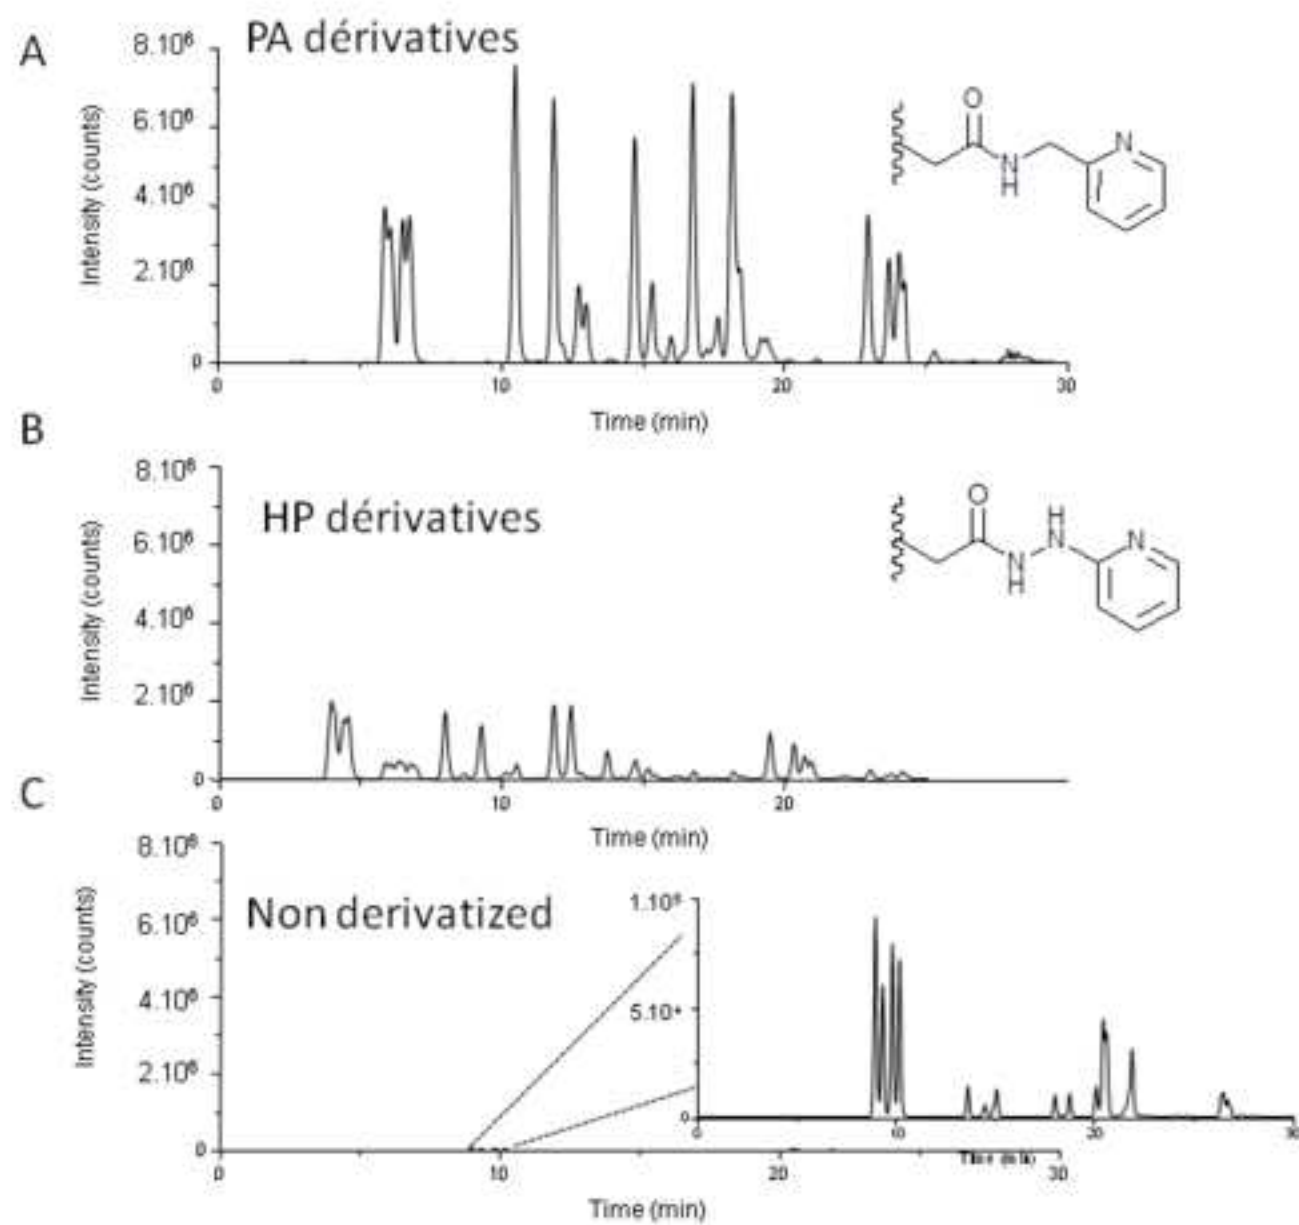 A
PA dérivatives
8.10⁶
6.10⁶
4.10⁶
2.10⁶
0
Intensity (counts)
O
N
H
N
0
10
20
30
Time (min)
B
HP dérivatives
8.10⁶
6.10⁶
4.10⁶
2.10⁶
0
Intensity (counts)
O
N
H
H
N
N
0
10
20
Time (min)
C
Non derivatized
8.10⁶
6.10⁶
4.10⁶
2.10⁶
0
Intensity (counts)
5.10⁴
0
0
10
20
30
0
10
20
30
Time (min)